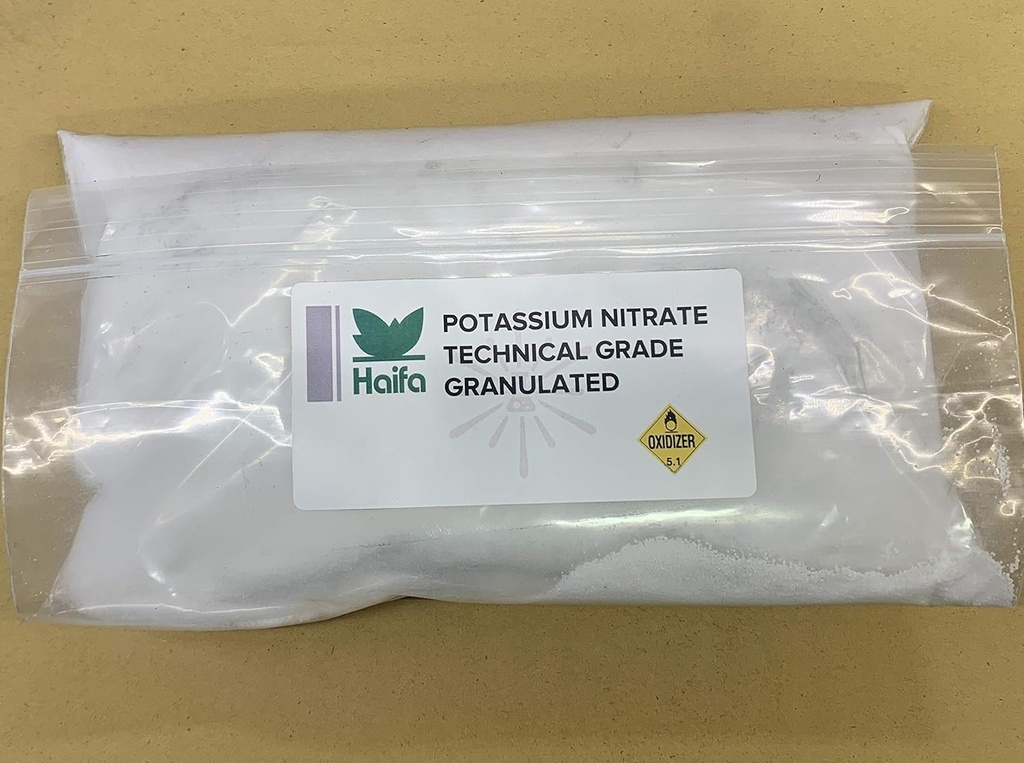 POTASSIUM NITRATE
TECHNICAL GRADE
GRANULATED
Haifa
OXIDIZER
5.1